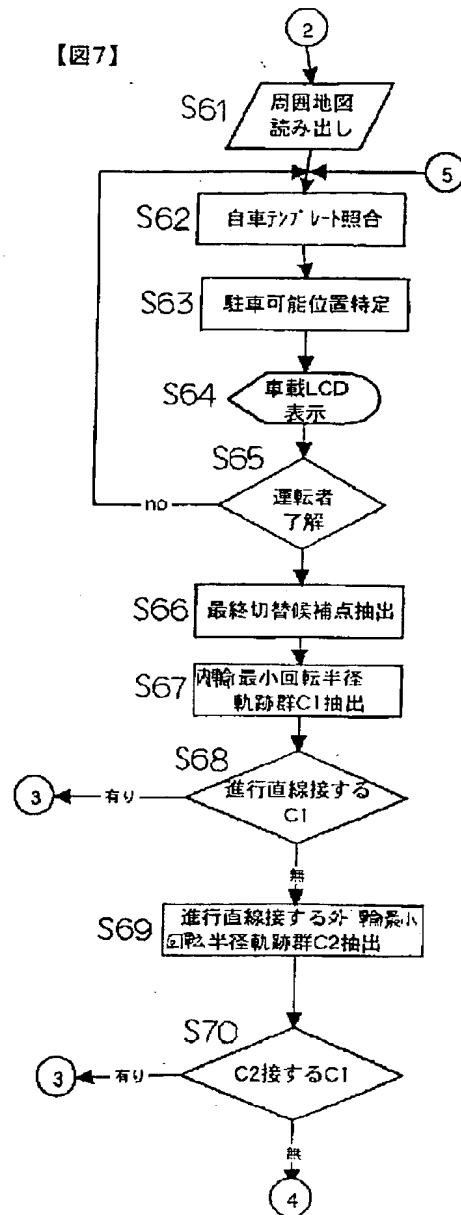 【図7】
2
S61
周囲地図
読み出し
5
S62
自車テンプレート照合
S63
駐車可能位置特定
S64
車載LCD
表示
S65
運転者
了解
no
S66
最終切替候補点抽出
S67
内輪最小回転半径
軌跡群C1抽出
S68
進行直線接する
C1
有り
3
無
S69
進行直線接する外輪最小
回転半径軌跡群C2抽出
S70
C2接するC1
有り
3
無
4